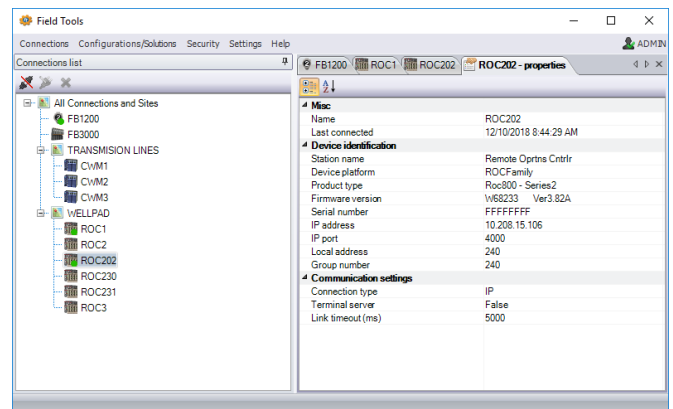 Field Tools
Connections Configurations/Solutions Security Settings Help
ADMIN
Connections list
FB1200 ROC1 ROC202 ROC202 - properties
All Connections and Sites
FB1200
FB3000
TRANSMISION LINES
CWM1
CWM2
CWM3
WELLPAD
ROC1
ROC2
ROC202
ROC230
ROC231
ROC3
Misc
Name ROC202
Last connected 12/10/2018 8:44:29 AM
Device identification
Station name Remote Oprtns Cntrlr
Device platform ROCFamily
Product type Roc800 - Series2
Firmware version W68233 Ver3.82A
Serial number FFFFFFFF
IP address 10.208.15.106
IP port 4000
Local address 240
Group number 240
Communication settings
Connection type IP
Terminal server False
Link timeout (ms) 5000